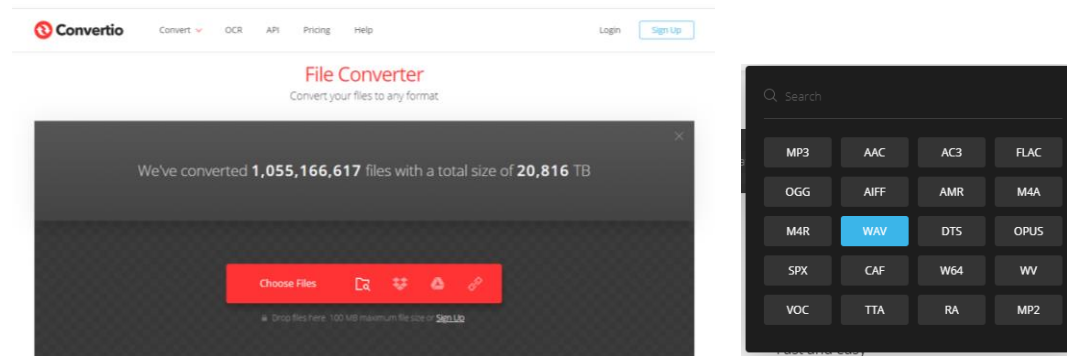 Convertio Convert OCR API Pricing Help Login Sign Up
File Converter
Convert your files to any format
We've converted 1,055,166,617 files with a total size of 20,816 TB
Choose Files
Drop files here. 100 MB maximum file size or Sign Up
Search
MP3 AAC AC3 FLAC
OGG AIFF AMR M4A
M4R WAV DTS OPUS
SPX CAF W64 WV
VOC TTA RA MP2